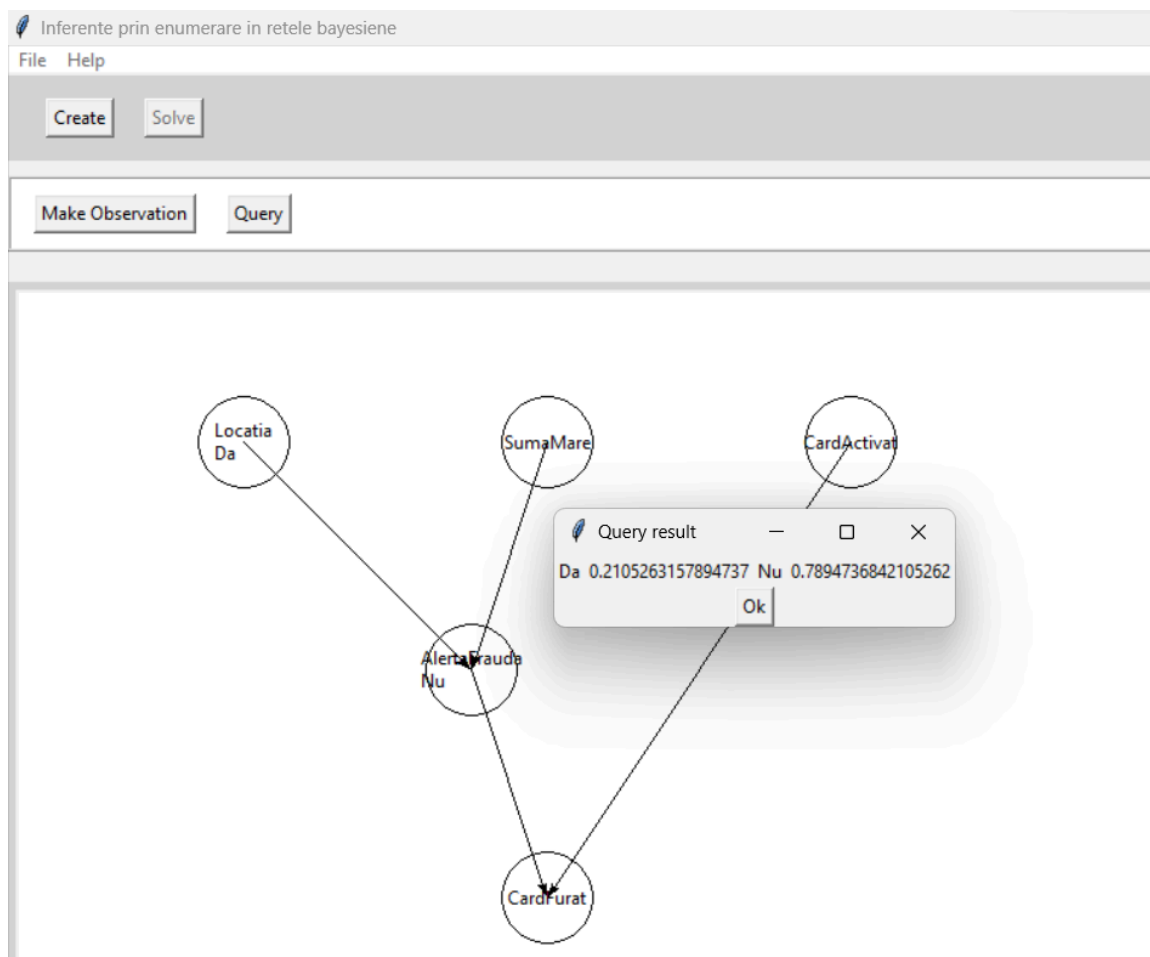 Inferente prin enumerare in retele bayesiene
File Help
Create Solve
Make Observation Query
Locatia
Da
SumaMare
CardActivat
Query result
Da 0.2105263157894737 Nu 0.7894736842105262
Ok
AlertaFrauda
Nu
CardFurat